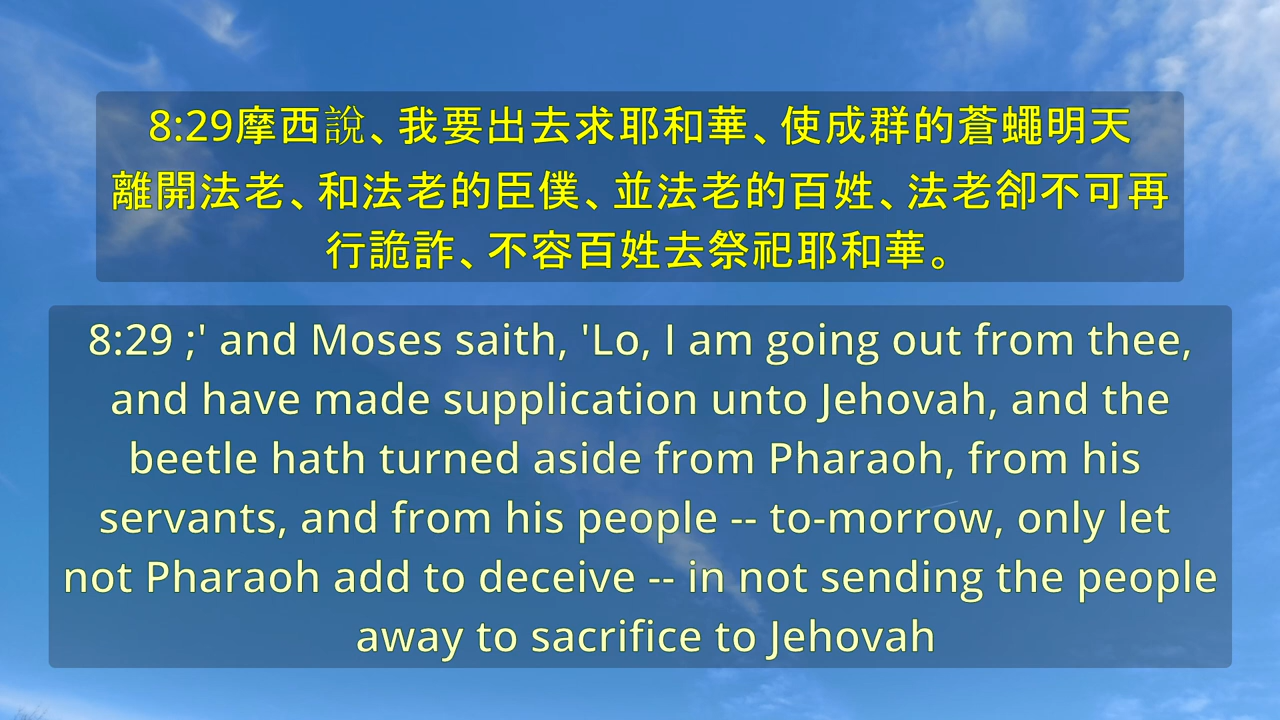 8:29摩西說、我要出去求耶和華、使成群的蒼蠅明天
離開法老、和法老的臣僕、並法老的百姓、法老卻不可再
行詭詐、不容百姓去祭祀耶和華。
8:29 ;' and Moses saith, 'Lo, I am going out from thee,
and have made supplication unto Jehovah, and the
beetle hath turned aside from Pharaoh, from his
servants, and from his people -- to-morrow, only let
not Pharaoh add to deceive -- in not sending the people
away to sacrifice to Jehovah